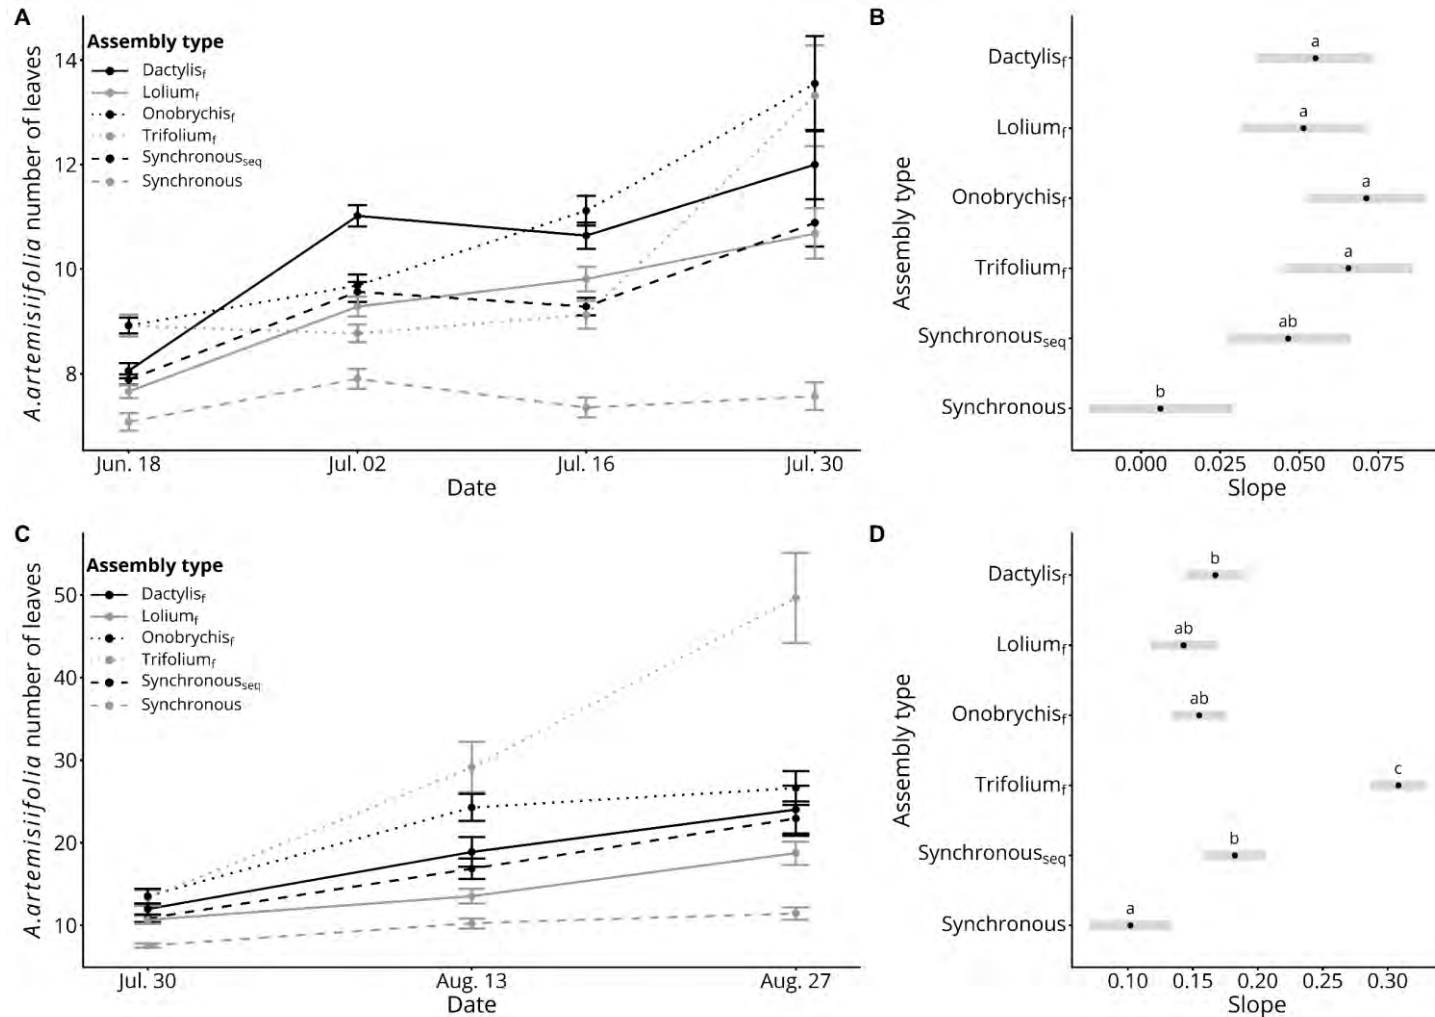 A
A.artemisiifolia number of leaves
14
12
10
8
Assembly type
Dactylisf
Loliumf
Onobrychisf
Trifoliumf
Synchronousseq
Synchronous
Jun. 18
Jul. 02
Jul. 16
Jul. 30
Date
B
Assembly type
Dactylisf
a
Loliumf
a
Onobrychisf
a
Trifoliumf
a
Synchronousseq
ab
Synchronous
b
0.000
0.025
0.050
0.075
Slope
C
A.artemisiifolia number of leaves
50
40
30
20
10
Assembly type
Dactylisf
Loliumf
Onobrychisf
Trifoliumf
Synchronousseq
Synchronous
Jul. 30
Aug. 13
Aug. 27
Date
D
Assembly type
Dactylisf
b
Loliumf
ab
Onobrychisf
ab
Trifoliumf
c
Synchronousseq
b
Synchronous
a
0.10
0.15
0.20
0.25
0.30
Slope